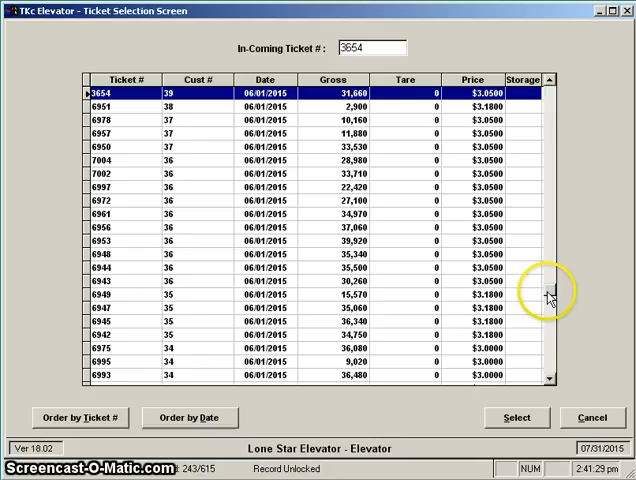 TKc Elevator - Ticket Selection Screen
In-Coming Ticket # : 3654
Ticket # Cust # Date Gross Tare Price Storage
3654 39 06/01/2015 31,660 0 $3.0500
6951 38 06/01/2015 2,900 0 $3.1800
6978 37 06/01/2015 10,160 0 $3.0500
6957 37 06/01/2015 11,880 0 $3.0500
6950 37 06/01/2015 33,530 0 $3.0500
7004 36 06/01/2015 28,980 0 $3.0500
7002 36 06/01/2015 33,710 0 $3.0500
6997 36 06/01/2015 22,420 0 $3.0500
6972 36 06/01/2015 27,100 0 $3.0500
6961 36 06/01/2015 34,970 0 $3.0500
6956 36 06/01/2015 37,060 0 $3.0500
6953 36 06/01/2015 39,920 0 $3.0500
6948 36 06/01/2015 35,340 0 $3.0500
6944 36 06/01/2015 35,500 0 $3.0500
6943 36 06/01/2015 30,260 0 $3.0500
6949 35 06/01/2015 15,570 0 $3.1800
6947 35 06/01/2015 35,060 0 $3.1800
6945 35 06/01/2015 36,340 0 $3.1800
6942 35 06/01/2015 34,750 0 $3.1800
6975 34 06/01/2015 36,080 0 $3.0000
6995 34 06/01/2015 9,020 0 $3.0000
6993 34 06/01/2015 36,480 0 $3.0000
Order by Ticket # Order by Date Select Cancel
Ver 18.02 Lone Star Elevator - Elevator 07/31/2015
Screencast-O-Matic.com : 243/615 Record Unlocked NUM 2:41:29 pm